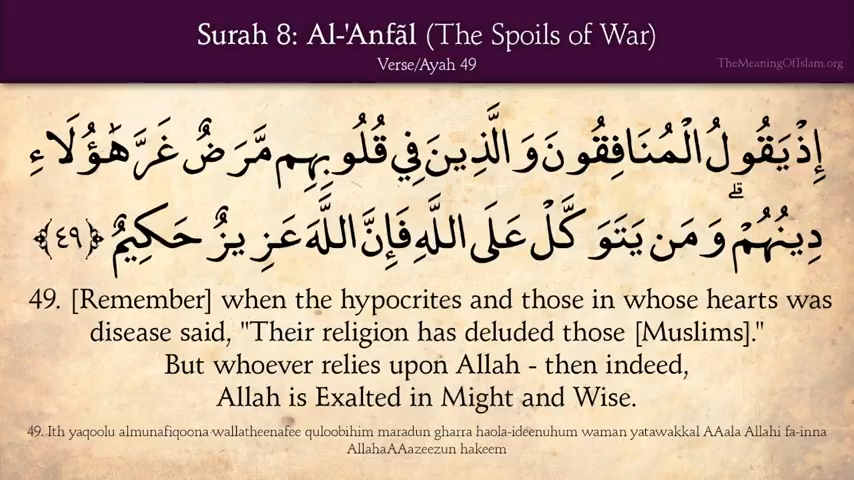 Surah 8: Al-'Anfãl (The Spoils of War)
Verse/Ayah 49
TheMeaningOfIslam.org
إِذْ يَقُولُ الْمُنَافِقُونَ وَالَّذِينَ فِي قُلُوبِهِم مَّرَضٌ غَرَّ هَٰؤُلَاءِ
دِينُهُمْ ۗ وَمَن يَتَوَكَّلْ عَلَى اللَّهِ فَإِنَّ اللَّهَ عَزِيزٌ حَكِيمٌ ﴿٤٩﴾
49. [Remember] when the hypocrites and those in whose hearts was
disease said, "Their religion has deluded those [Muslims]."
But whoever relies upon Allah - then indeed,
Allah is Exalted in Might and Wise.
49. Ith yaqoolu almunafiqoona wallatheenafee quloobihim maradun gharra haola-ideenuhum waman yatawakkal AAala Allahi fa-inna
AllahaAAazeezun hakeem